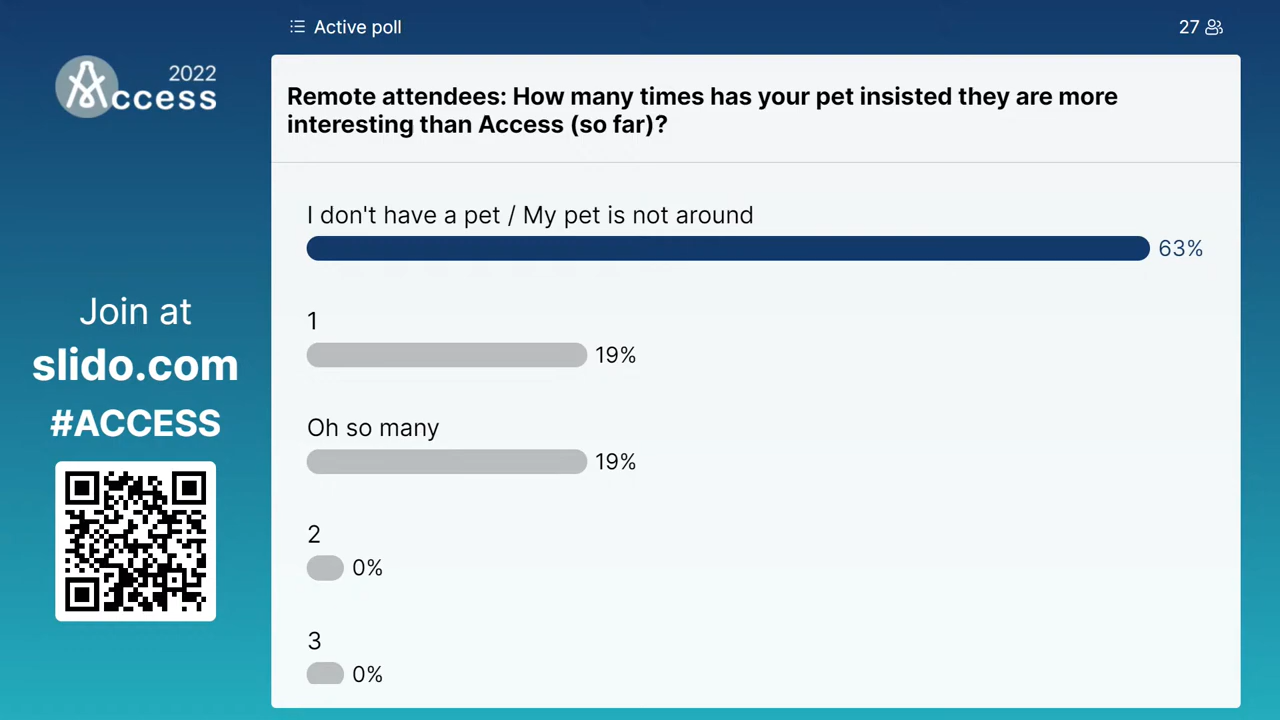 Active poll
27
2022
Access
Remote attendees: How many times has your pet insisted they are more
interesting than Access (so far)?
I don't have a pet / My pet is not around
63%
1
19%
Oh so many
19%
2
0%
3
0%
Join at
slido.com
#ACCESS